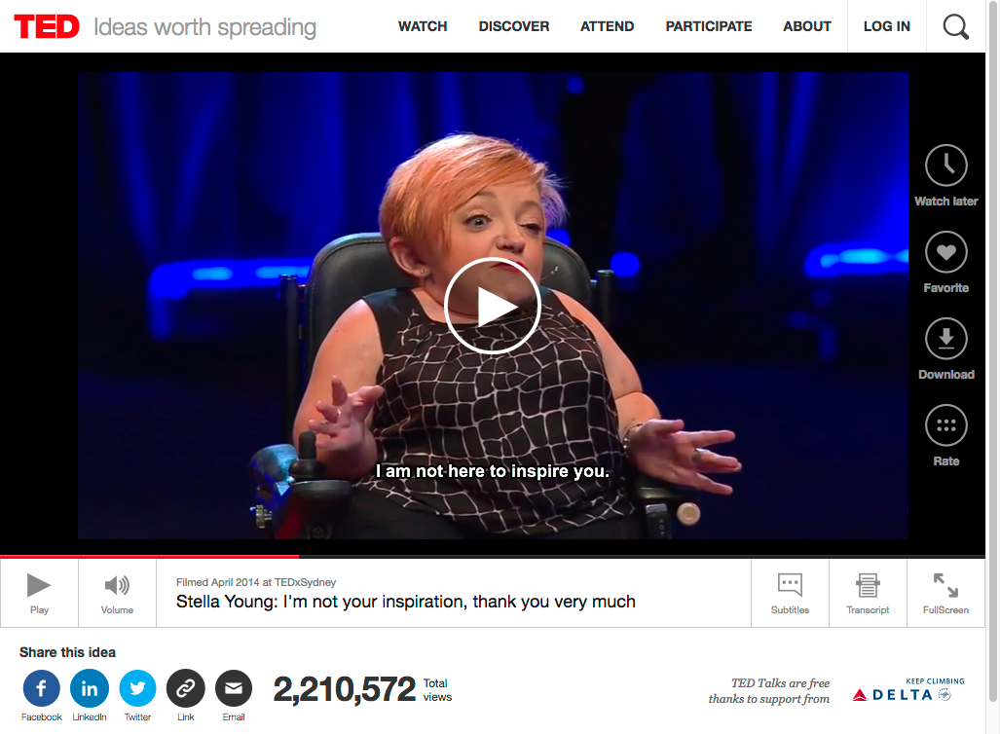 TED Ideas worth spreading
WATCH DISCOVER ATTEND PARTICIPATE ABOUT LOG IN
Watch later
Favorite
Download
Rate
I am not here to inspire you.
Play
Volume
Filmed April 2014 at TEDxSydney
Stella Young: I'm not your inspiration, thank you very much
Subtitles
Transcript
FullScreen
Share this idea
Facebook
LinkedIn
Twitter
Link
Email
2,210,572 Total
views
TED Talks are free
thanks to support from
KEEP CLIMBING
DELTA